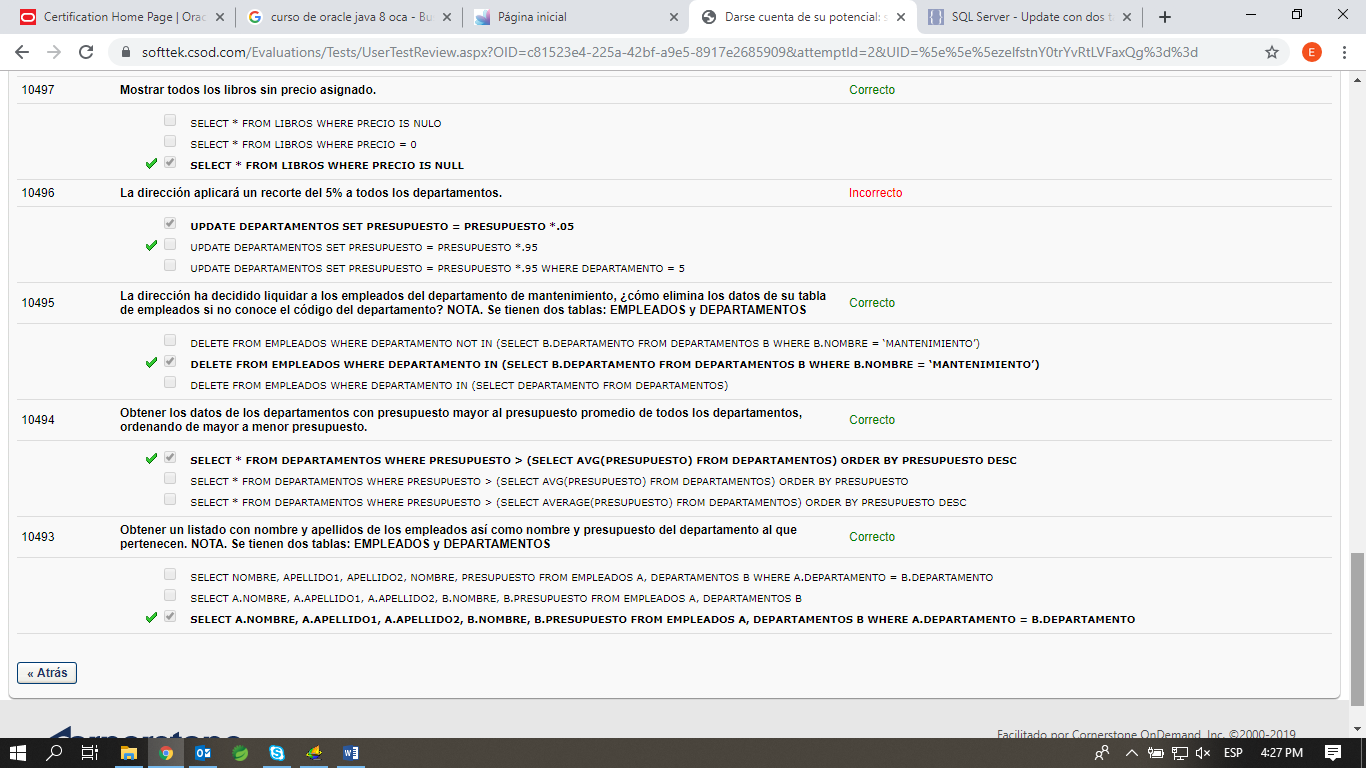 Certification Home Page | Orac
curso de oracle java 8 oca - Bu
Página inicial
Darse cuenta de su potencial: s
SQL Server - Update con dos t
softtek.csod.com/Evaluations/Tests/UserTestReview.aspx?OID=c81523e4-225a-42bf-a9e5-8917e2685909&attemptId=2&UID=%5e%5e%5ezelfstnY0trYvRtLVFaxQg%3d%3d
E
10497 Mostrar todos los libros sin precio asignado. Correcto
SELECT * FROM LIBROS WHERE PRECIO IS NULO
SELECT * FROM LIBROS WHERE PRECIO = 0
SELECT * FROM LIBROS WHERE PRECIO IS NULL
10496 La dirección aplicará un recorte del 5% a todos los departamentos. Incorrecto
UPDATE DEPARTAMENTOS SET PRESUPUESTO = PRESUPUESTO *.05
UPDATE DEPARTAMENTOS SET PRESUPUESTO = PRESUPUESTO *.95
UPDATE DEPARTAMENTOS SET PRESUPUESTO = PRESUPUESTO *.95 WHERE DEPARTAMENTO = 5
La dirección ha decidido liquidar a los empleados del departamento de mantenimiento, ¿cómo elimina los datos de su tabla
10495 de empleados si no conoce el código del departamento? NOTA. Se tienen dos tablas: EMPLEADOS y DEPARTAMENTOS Correcto
DELETE FROM EMPLEADOS WHERE DEPARTAMENTO NOT IN (SELECT B.DEPARTAMENTO FROM DEPARTAMENTOS B WHERE B.NOMBRE = ‘MANTENIMIENTO’)
DELETE FROM EMPLEADOS WHERE DEPARTAMENTO IN (SELECT B.DEPARTAMENTO FROM DEPARTAMENTOS B WHERE B.NOMBRE = ‘MANTENIMIENTO’)
DELETE FROM EMPLEADOS WHERE DEPARTAMENTO IN (SELECT DEPARTAMENTO FROM DEPARTAMENTOS)
Obtener los datos de los departamentos con presupuesto mayor al presupuesto promedio de todos los departamentos,
10494 ordenando de mayor a menor presupuesto. Correcto
SELECT * FROM DEPARTAMENTOS WHERE PRESUPUESTO > (SELECT AVG(PRESUPUESTO) FROM DEPARTAMENTOS) ORDER BY PRESUPUESTO DESC
SELECT * FROM DEPARTAMENTOS WHERE PRESUPUESTO > (SELECT AVG(PRESUPUESTO) FROM DEPARTAMENTOS) ORDER BY PRESUPUESTO
SELECT * FROM DEPARTAMENTOS WHERE PRESUPUESTO > (SELECT AVERAGE(PRESUPUESTO) FROM DEPARTAMENTOS) ORDER BY PRESUPUESTO DESC
Obtener un listado con nombre y apellidos de los empleados así como nombre y presupuesto del departamento al que
10493 pertenecen. NOTA. Se tienen dos tablas: EMPLEADOS y DEPARTAMENTOS Correcto
SELECT NOMBRE, APELLIDO1, APELLIDO2, NOMBRE, PRESUPUESTO FROM EMPLEADOS A, DEPARTAMENTOS B WHERE A.DEPARTAMENTO = B.DEPARTAMENTO
SELECT A.NOMBRE, A.APELLIDO1, A.APELLIDO2, B.NOMBRE, B.PRESUPUESTO FROM EMPLEADOS A, DEPARTAMENTOS B
SELECT A.NOMBRE, A.APELLIDO1, A.APELLIDO2, B.NOMBRE, B.PRESUPUESTO FROM EMPLEADOS A, DEPARTAMENTOS B WHERE A.DEPARTAMENTO = B.DEPARTAMENTO
« Atrás
Cornerstone
Facilitado por Cornerstone OnDemand, Inc. ©2000-2019
ESP 4:27 PM